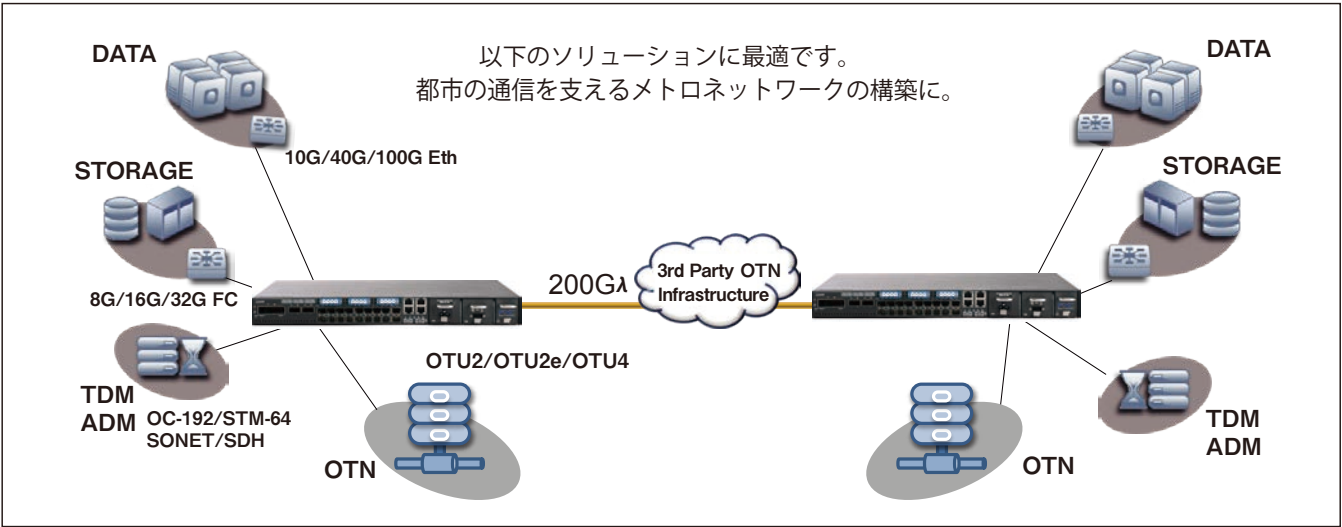 以下のソリューションに最適です。
都市の通信を支えるメトロネットワークの構築に。
DATA
10G/40G/100G Eth
STORAGE
8G/16G/32G FC
TDM
ADM
OC-192/STM-64
SONET/SDH
OTU2/OTU2e/OTU4
OTN
200Gλ
3rd Party OTN
Infrastructure
DATA
STORAGE
TDM
ADM
OTN